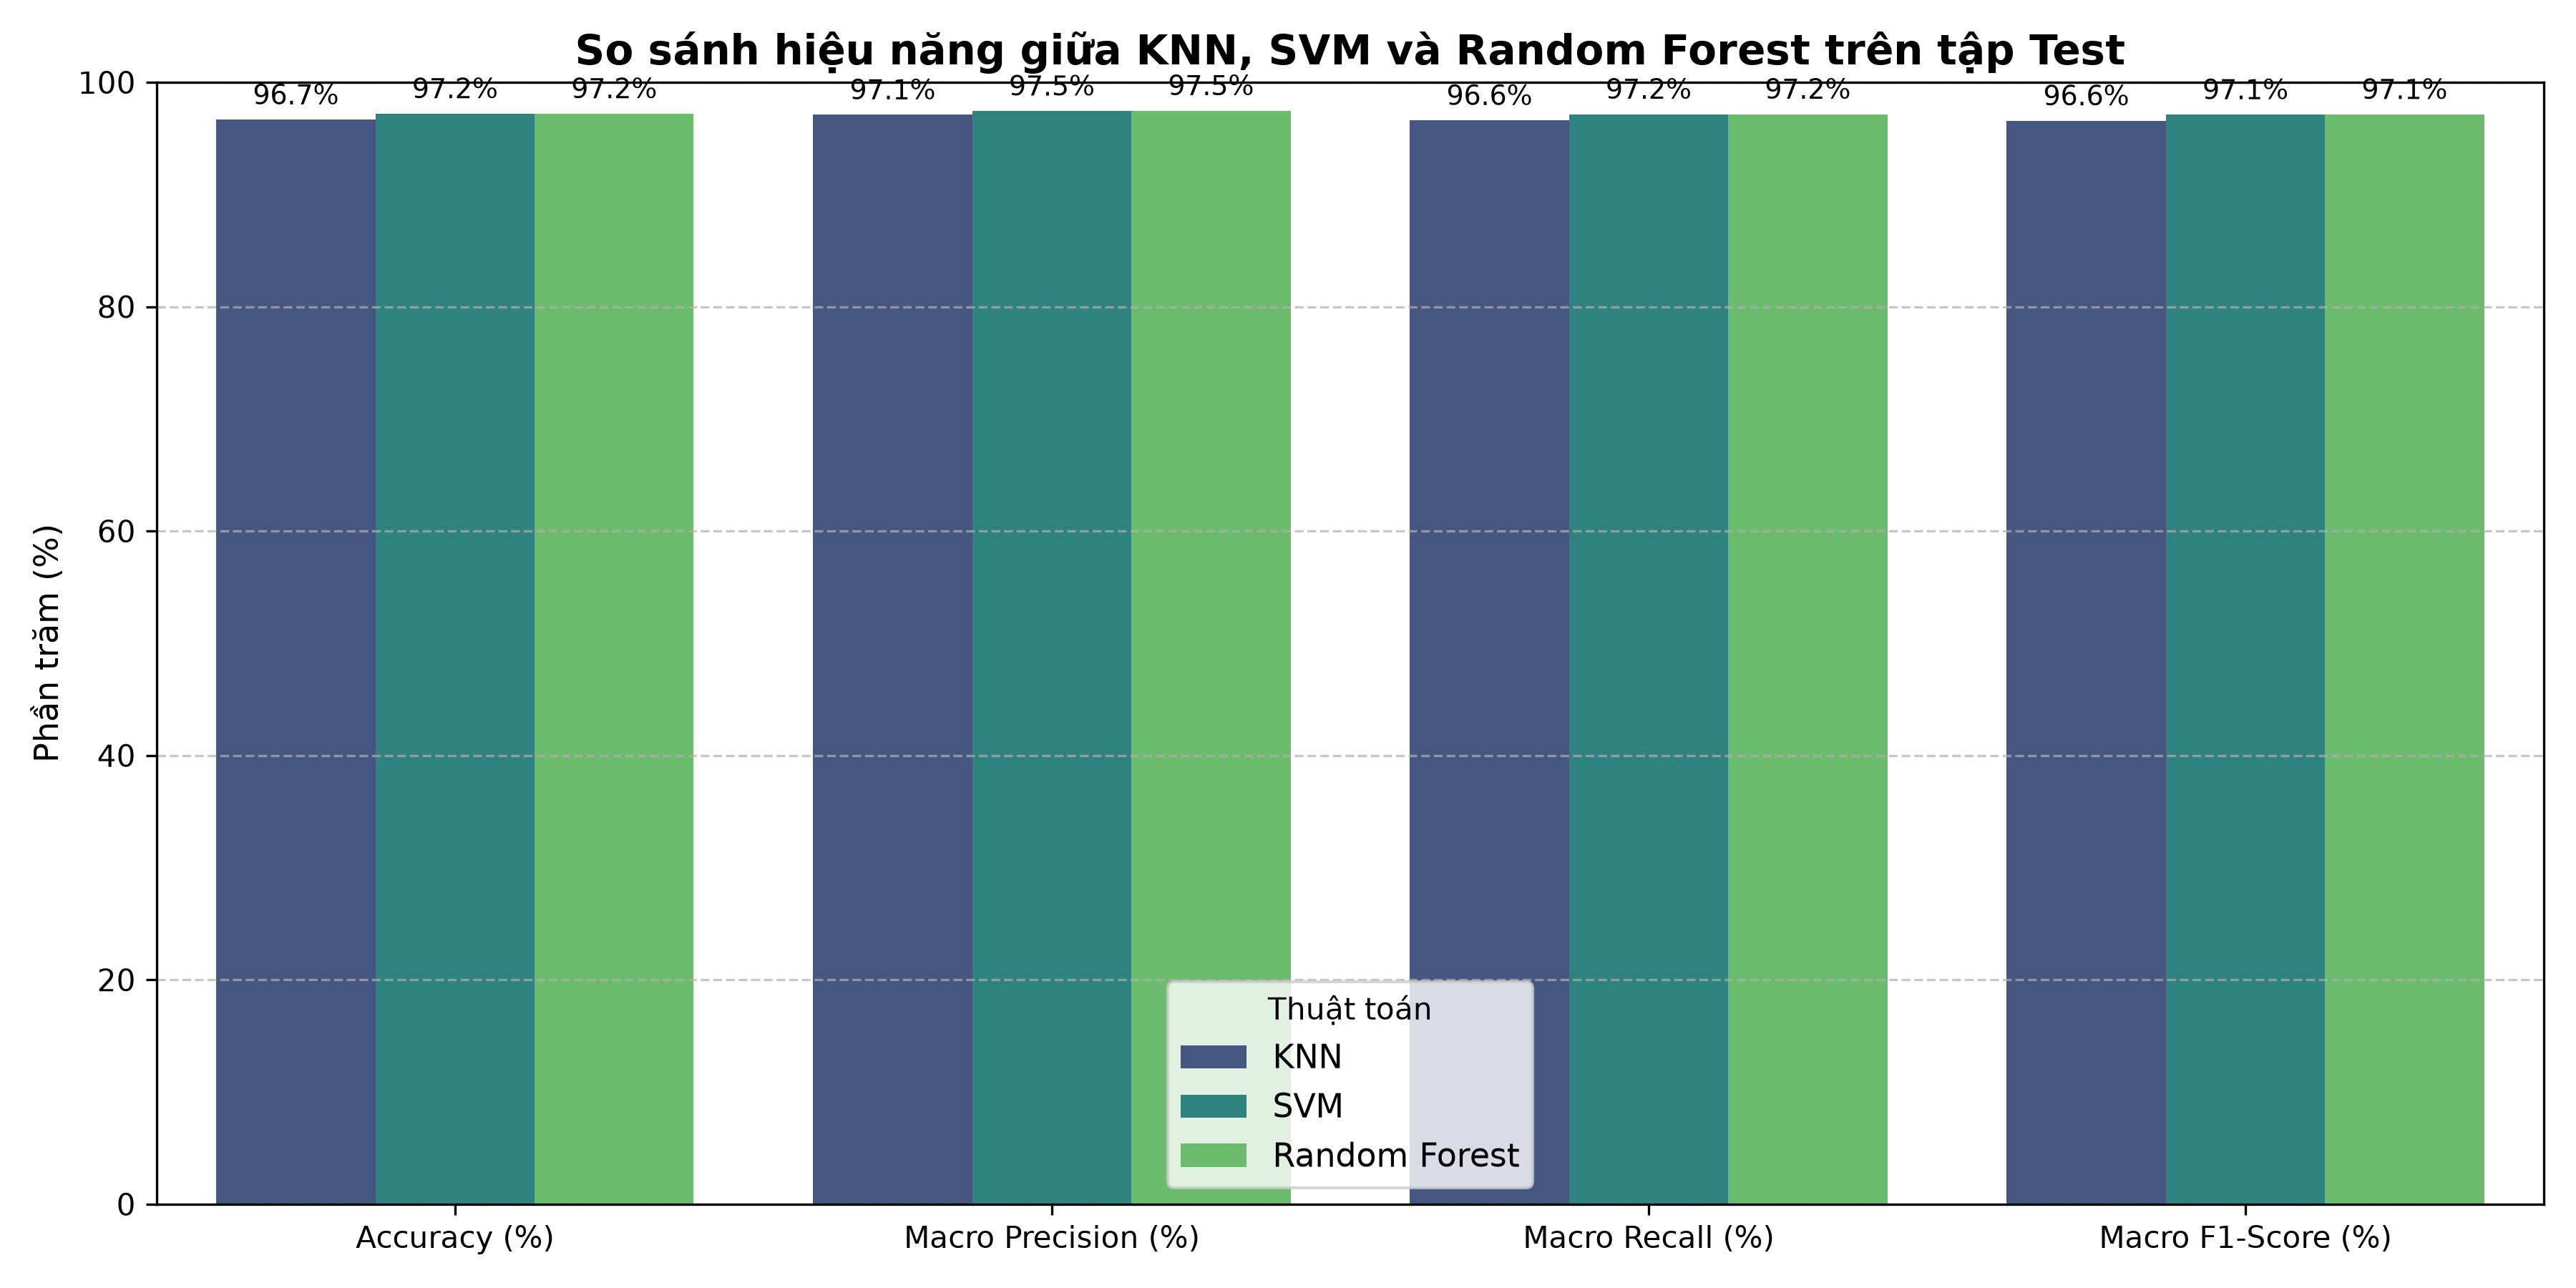 So sánh hiệu năng giữa KNN, SVM và Random Forest trên tập Test
100
96.7% 97.2% 97.2% 97.1% 97.5% 97.5% 96.6% 97.2% 97.2% 96.6% 97.1% 97.1%
80
60
40
20
0
Phần trăm (%)
Thuật toán
KNN
SVM
Random Forest
Accuracy (%) Macro Precision (%) Macro Recall (%) Macro F1-Score (%)